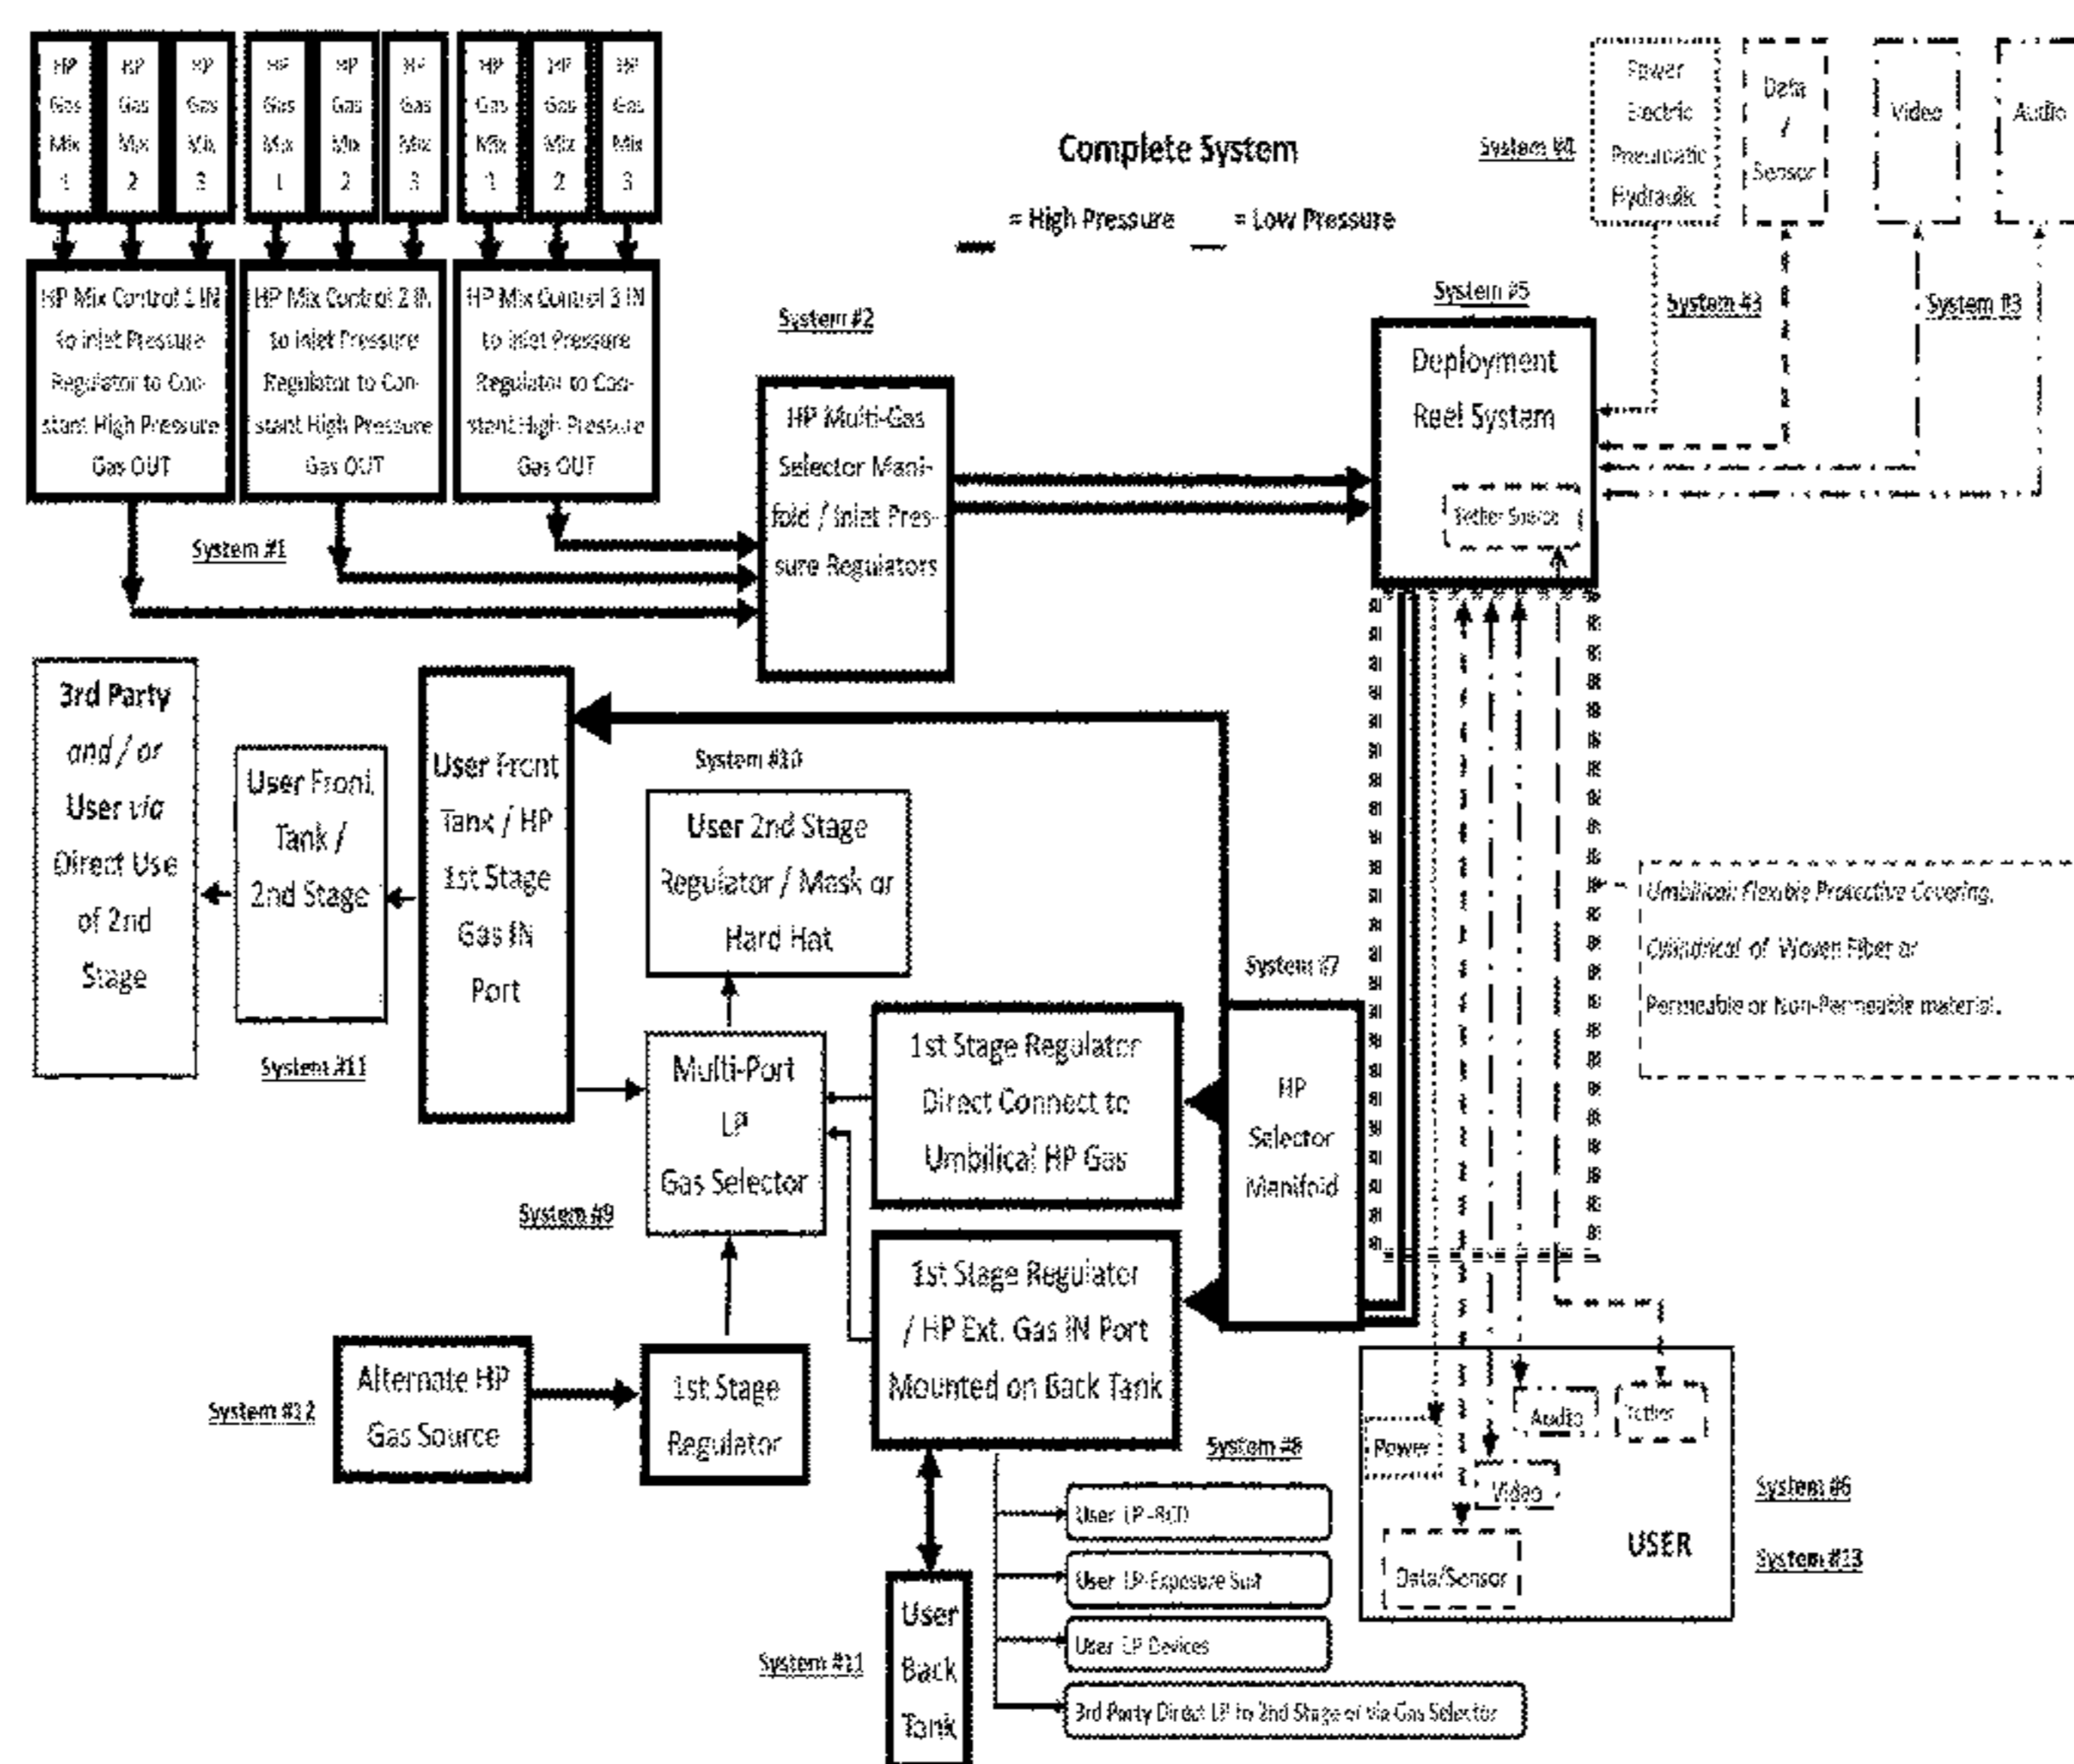 HP
Gas
Mix
1
HP
Gas
Mix
2
HP
Gas
Mix
3
HP
Gas
Mix
1
HP
Gas
Mix
2
HP
Gas
Mix
3
HP
Gas
Mix
1
HP
Gas
Mix
2
HP
Gas
Mix
3
Complete System
= High Pressure
= Low Pressure
System #4
Power
Electric
Pneumatic
Hydraulic
Data
/
Sensor
Video
Audio
HP Mix Control 1 IN
to inlet Pressure
Regulator to Con-
stant High Pressure
Gas OUT
HP Mix Control 2 IN
to inlet Pressure
Regulator to Con-
stant High Pressure
Gas OUT
HP Mix Control 3 IN
to inlet Pressure
Regulator to Con-
stant High Pressure
Gas OUT
System #1
System #2
HP Multi-Gas
Selector Mani-
fold / Inlet Pres-
sure Regulators
System #5
Deployment
Reel System
Tether Source
System #3
System #3
3rd Party
and / or
User via
Direct Use
of 2nd
Stage
User Front
Tank /
2nd Stage
System #11
User Front
Tank / HP
1st Stage
Gas IN
Port
System #10
User 2nd Stage
Regulator / Mask or
Hard Hat
Umbilical: Flexible Protective Covering,
Cylindrical of Woven Fiber or
Permeable or Non-Permeable material.
System #7
HP
Selector
Manifold
1st Stage Regulator
Direct Connect to
Umbilical HP Gas
Multi-Port
LP
Gas Selector
System #9
1st Stage Regulator
/ HP Ext. Gas IN Port
Mounted on Back Tank
System #12
Alternate HP
Gas Source
1st Stage
Regulator
System #8
User LP-BCD
User LP-Exposure Suit
User LP Devices
3rd Party Direct LP to 2nd Stage or via Gas Selector
System #11
User
Back
Tank
Power
Audio
Tether
Video
Data/Sensor
USER
System #6
System #13